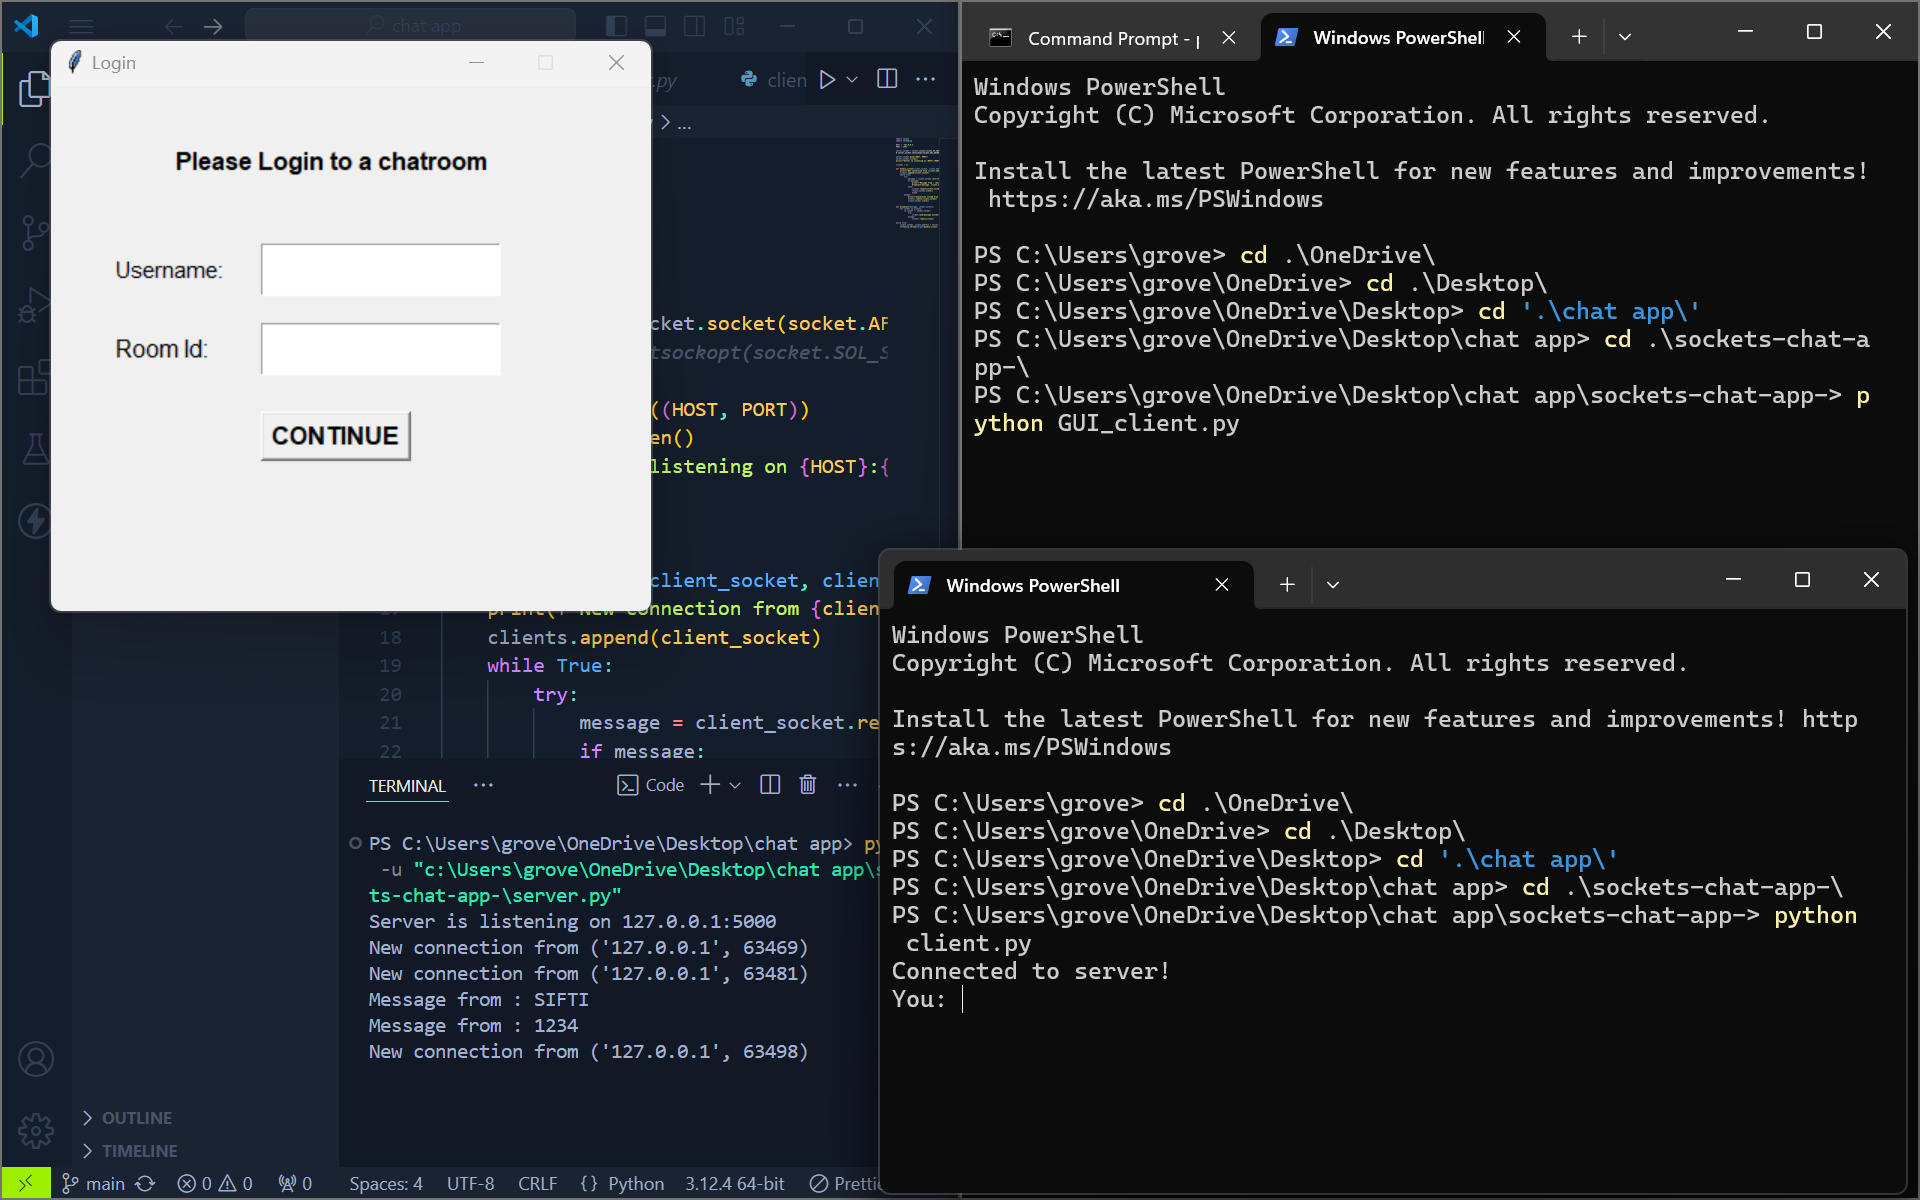 chat app
Login
Please Login to a chatroom
Username:
Room Id:
CONTINUE
.py
clien
...
cket.socket(socket.AF
tsockopt(socket.SOL_S
((HOST, PORT))
en()
listening on {HOST}:{
client_socket, clien
connection from {clien
18 clients.append(client_socket)
19 while True:
20 try:
21 message = client_socket.re
22 if message:
TERMINAL
Code
PS C:\Users\grove\OneDrive\Desktop\chat app> py
-u "c:\Users\grove\OneDrive\Desktop\chat app\s
ts-chat-app-\server.py"
Server is listening on 127.0.0.1:5000
New connection from ('127.0.0.1', 63469)
New connection from ('127.0.0.1', 63481)
Message from : SIFTI
Message from : 1234
New connection from ('127.0.0.1', 63498)
OUTLINE
TIMELINE
main 0 0 0 Spaces: 4 UTF-8 CRLF {} Python 3.12.4 64-bit Prettie
Command Prompt - p
Windows PowerShell
Windows PowerShell
Copyright (C) Microsoft Corporation. All rights reserved.
Install the latest PowerShell for new features and improvements!
https://aka.ms/PSWindows
PS C:\Users\grove> cd .\OneDrive\
PS C:\Users\grove\OneDrive> cd .\Desktop\
PS C:\Users\grove\OneDrive\Desktop> cd '.\chat app\'
PS C:\Users\grove\OneDrive\Desktop\chat app> cd .\sockets-chat-a
pp-\
PS C:\Users\grove\OneDrive\Desktop\chat app\sockets-chat-app-> p
ython GUI_client.py
Windows PowerShell
Windows PowerShell
Copyright (C) Microsoft Corporation. All rights reserved.
Install the latest PowerShell for new features and improvements! http
s://aka.ms/PSWindows
PS C:\Users\grove> cd .\OneDrive\
PS C:\Users\grove\OneDrive> cd .\Desktop\
PS C:\Users\grove\OneDrive\Desktop> cd '.\chat app\'
PS C:\Users\grove\OneDrive\Desktop\chat app> cd .\sockets-chat-app-\
PS C:\Users\grove\OneDrive\Desktop\chat app\sockets-chat-app-> python
client.py
Connected to server!
You: